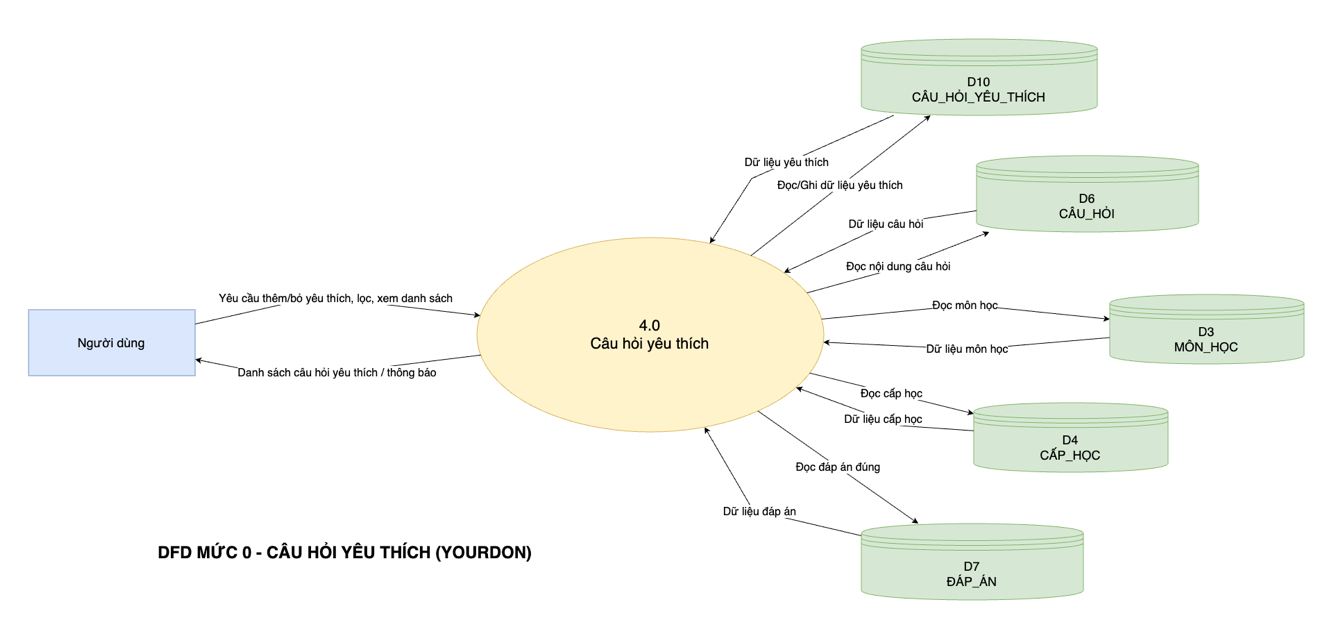 D10
CÂU_HỎI_YÊU_THÍCH
Dữ liệu yêu thích
Đọc/Ghi dữ liệu yêu thích
D6
CÂU_HỎI
Dữ liệu câu hỏi
Đọc nội dung câu hỏi
Yêu cầu thêm/bỏ yêu thích, lọc, xem danh sách
Người dùng
Danh sách câu hỏi yêu thích / thông báo
4.0
Câu hỏi yêu thích
Đọc môn học
D3
MÔN_HỌC
Dữ liệu môn học
Đọc cấp học
Dữ liệu cấp học
D4
CẤP_HỌC
Đọc đáp án đúng
Dữ liệu đáp án
D7
ĐÁP_ÁN
DFD MỨC 0 - CÂU HỎI YÊU THÍCH (YOURDON)